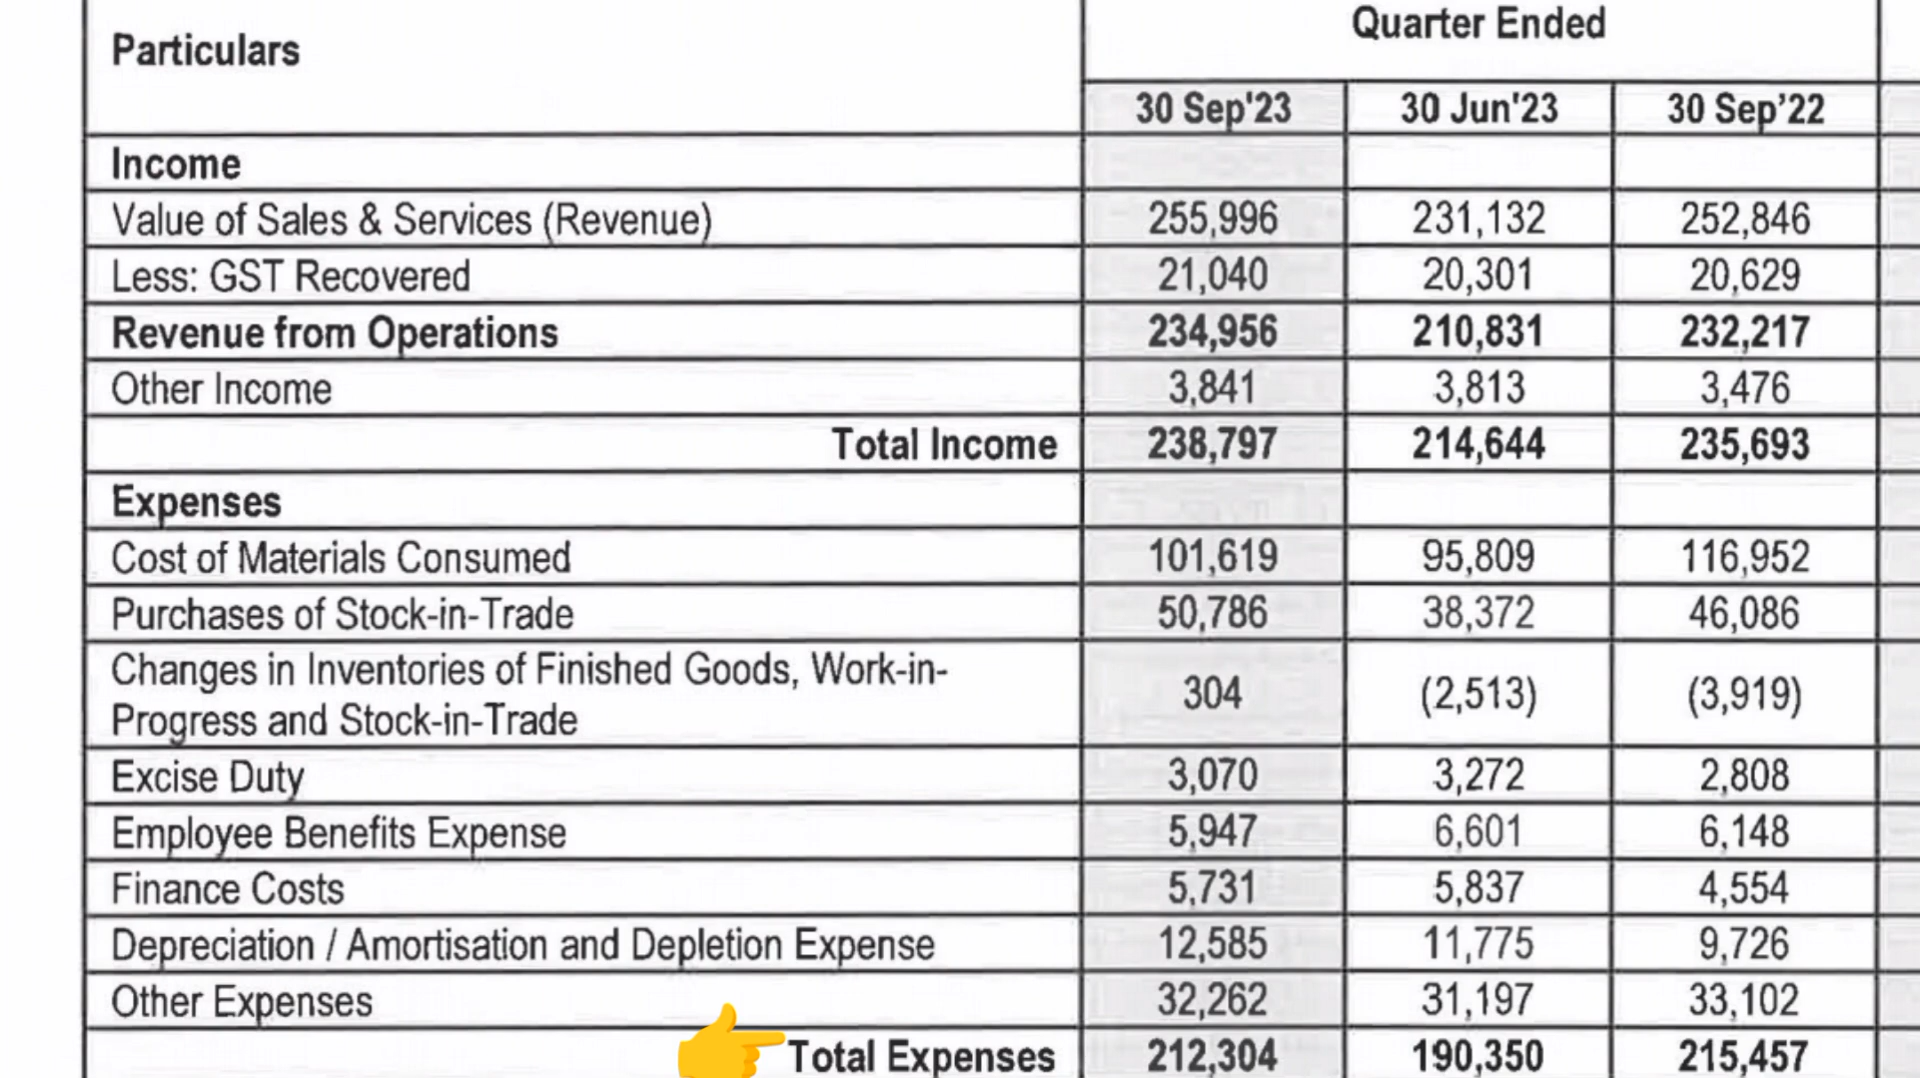 Particulars Quarter Ended
30 Sep'23 30 Jun'23 30 Sep’22
Income
Value of Sales & Services (Revenue) 255,996 231,132 252,846
Less: GST Recovered 21,040 20,301 20,629
Revenue from Operations 234,956 210,831 232,217
Other Income 3,841 3,813 3,476
Total Income 238,797 214,644 235,693
Expenses
Cost of Materials Consumed 101,619 95,809 116,952
Purchases of Stock-in-Trade 50,786 38,372 46,086
Changes in Inventories of Finished Goods, Work-in-
Progress and Stock-in-Trade 304 (2,513) (3,919)
Excise Duty 3,070 3,272 2,808
Employee Benefits Expense 5,947 6,601 6,148
Finance Costs 5,731 5,837 4,554
Depreciation / Amortisation and Depletion Expense 12,585 11,775 9,726
Other Expenses 32,262 31,197 33,102
Total Expenses 212,304 190,350 215,457